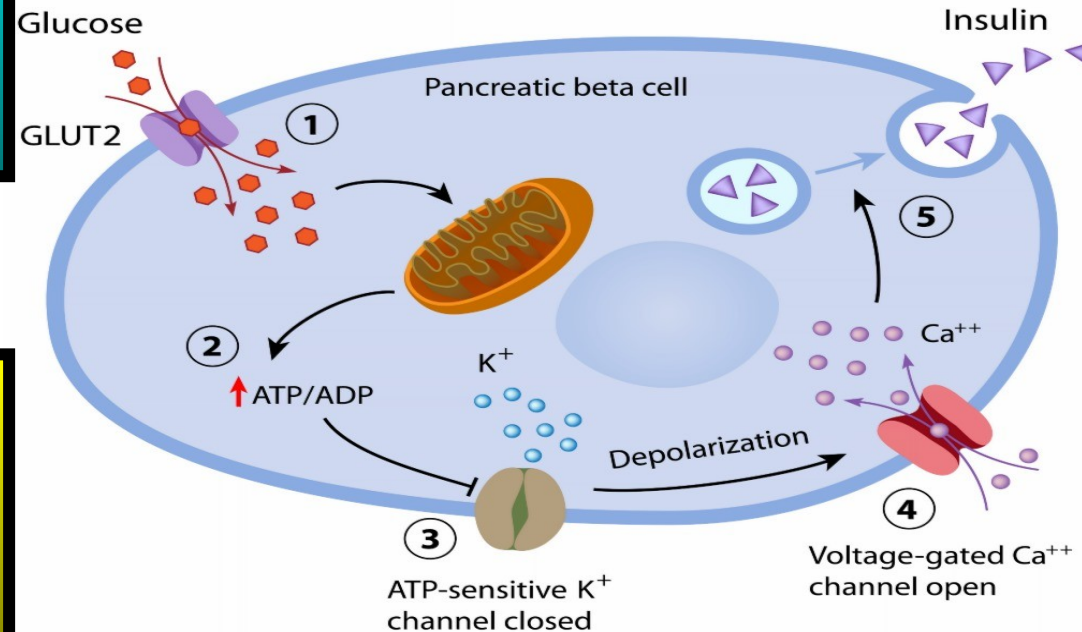 Glucose
Insulin
Pancreatic beta cell
GLUT2
1
5
2
Ca⁺⁺
K⁺
ATP/ADP
Depolarization
3
4
ATP-sensitive K⁺
channel closed
Voltage-gated Ca⁺⁺
channel open